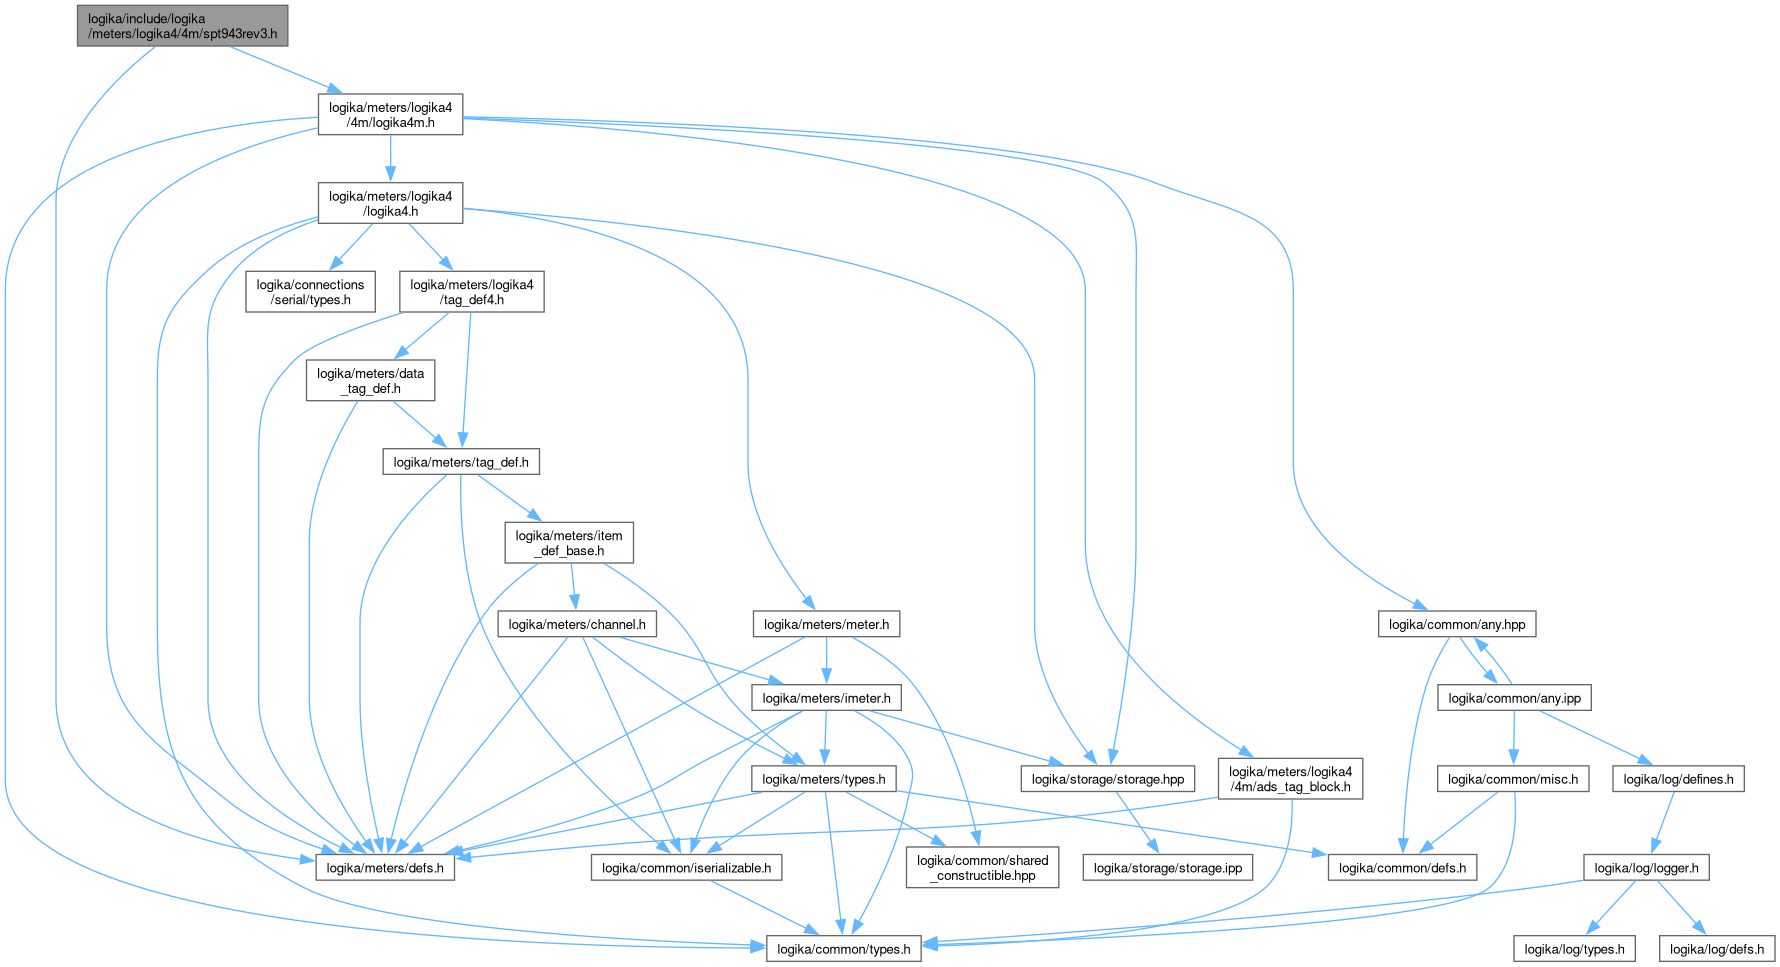 logika/include/logika
/meters/logika4/4m/spt943rev3.h
logika/meters/logika4
/4m/logika4m.h
logika/meters/logika4
/logika4.h
logika/connections
/serial/types.h
logika/meters/logika4
/tag_def4.h
logika/meters/data
_tag_def.h
logika/meters/tag_def.h
logika/meters/item
_def_base.h
logika/meters/channel.h
logika/meters/meter.h
logika/common/any.hpp
logika/meters/imeter.h
logika/common/any.ipp
logika/meters/types.h
logika/storage/storage.hpp
logika/meters/logika4
/4m/ads_tag_block.h
logika/common/misc.h
logika/log/defines.h
logika/meters/defs.h
logika/common/iserializable.h
logika/common/shared
_constructible.hpp
logika/storage/storage.ipp
logika/common/defs.h
logika/log/logger.h
logika/common/types.h
logika/log/types.h
logika/log/defs.h